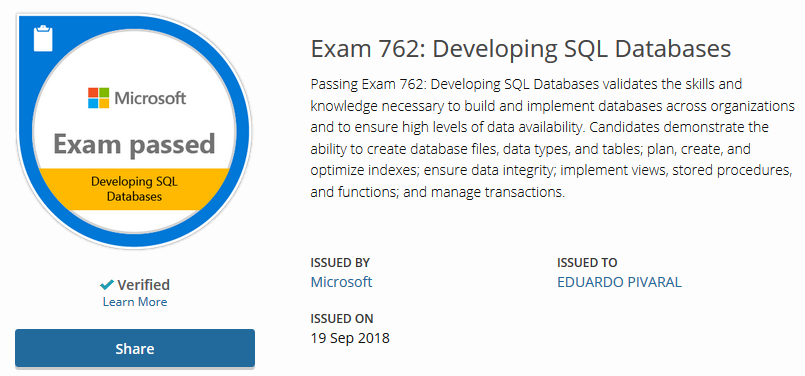 Microsoft
Exam passed
Developing SQL
Databases
Verified
Learn More
Share
Exam 762: Developing SQL Databases
Passing Exam 762: Developing SQL Databases validates the skills and
knowledge necessary to build and implement databases across organizations
and to ensure high levels of data availability. Candidates demonstrate the
ability to create database files, data types, and tables; plan, create, and
optimize indexes; ensure data integrity; implement views, stored procedures,
and functions; and manage transactions.
ISSUED BY
Microsoft
ISSUED TO
EDUARDO PIVARAL
ISSUED ON
19 Sep 2018